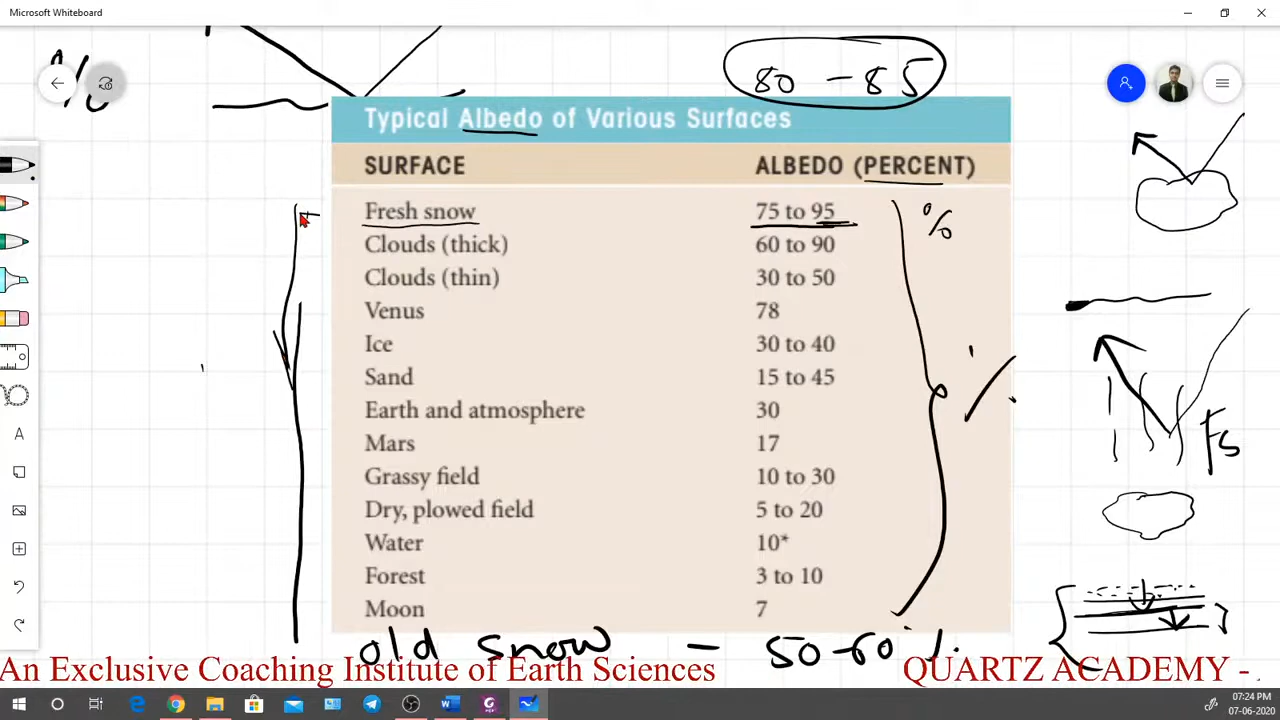 Microsoft Whiteboard
%
80 - 85
Typical Albedo of Various Surfaces
SURFACE ALBEDO (PERCENT)
Fresh snow 75 to 95 %
Clouds (thick) 60 to 90
Clouds (thin) 30 to 50
Venus 78
Ice 30 to 40
Sand 15 to 45
Earth and atmosphere 30
Mars 17
Grassy field 10 to 30
Dry, plowed field 5 to 20
Water 10*
Forest 3 to 10
Moon 7
%
Fs
old snow - 50-60 %.
An Exclusive Coaching Institute of Earth Sciences QUARTZ ACADEMY - .
07:24 PM
07-06-2020